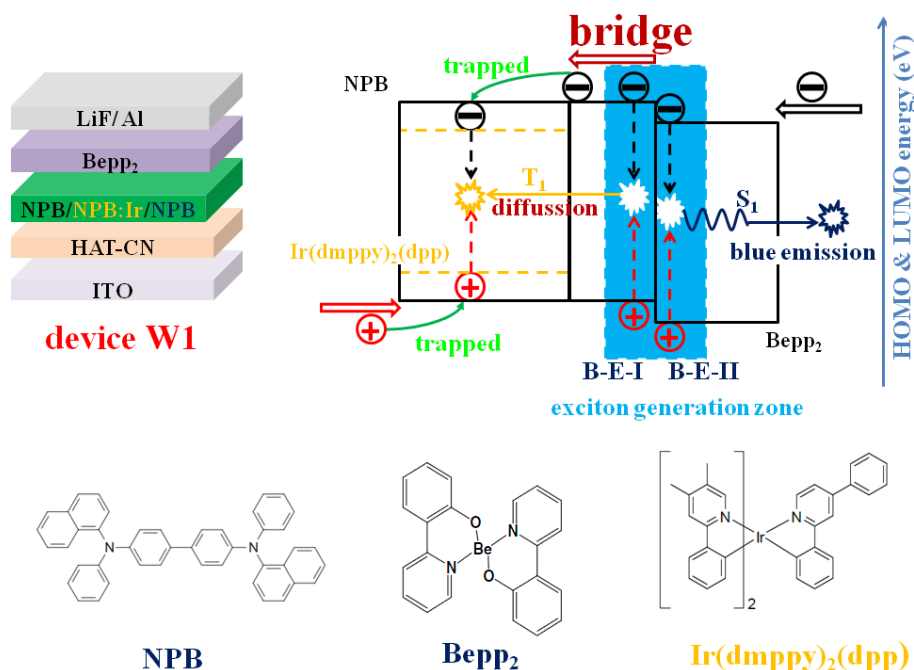 LiF/ Al
Bepp₂
NPB/NPB:Ir/NPB
HAT-CN
ITO
device W1
bridge
trapped
NPB
T₁
diffussion
S₁
blue emission
Ir(dmppy)₂(dpp)
trapped
Bepp₂
B-E-I
B-E-II
exciton generation zone
HOMO & LUMO energy (eV)
N
N
NPB
O
Be
N
N
O
Bepp₂
N
N
Ir
2
Ir(dmppy)₂(dpp)